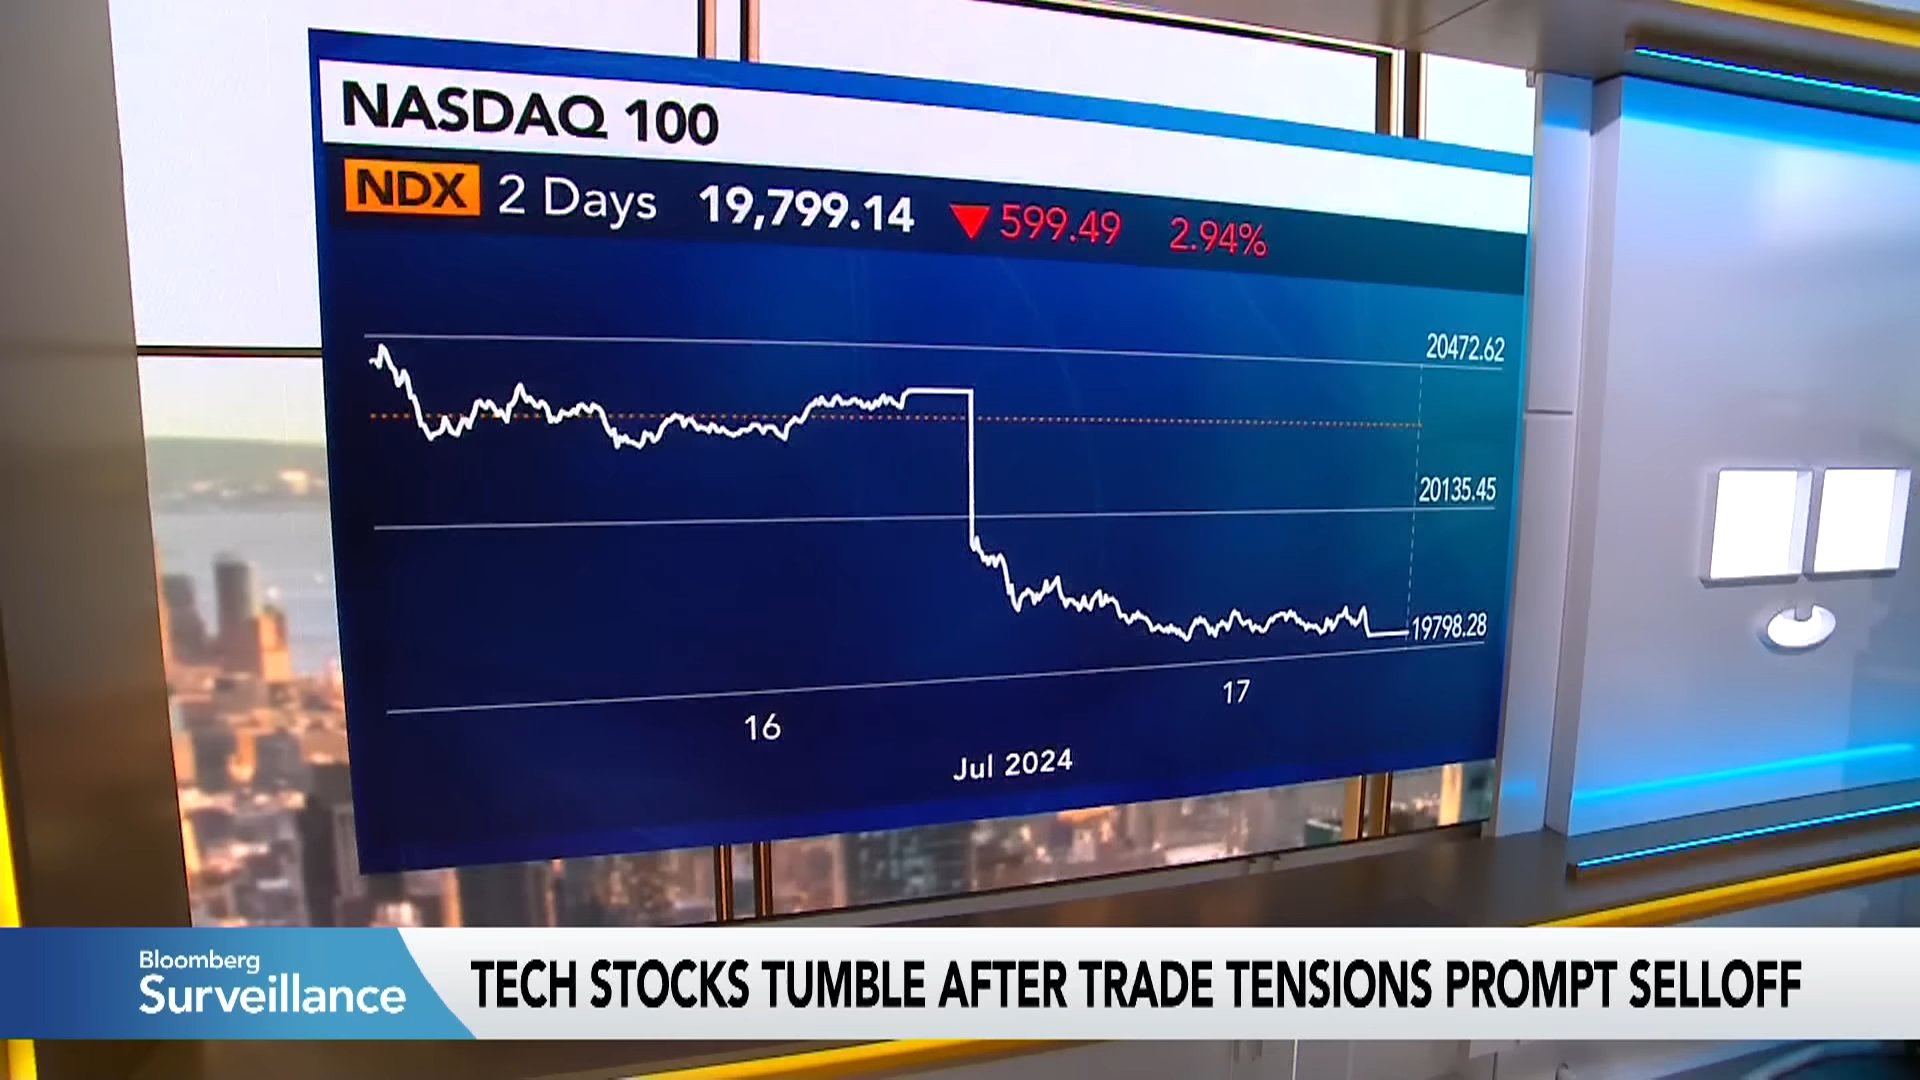 NASDAQ 100
NDX 2 Days 19,799.14 ▼599.49 2.94%
20472.62
20135.45
19798.28
16 17
Jul 2024
Bloomberg
Surveillance
TECH STOCKS TUMBLE AFTER TRADE TENSIONS PROMPT SELLOFF